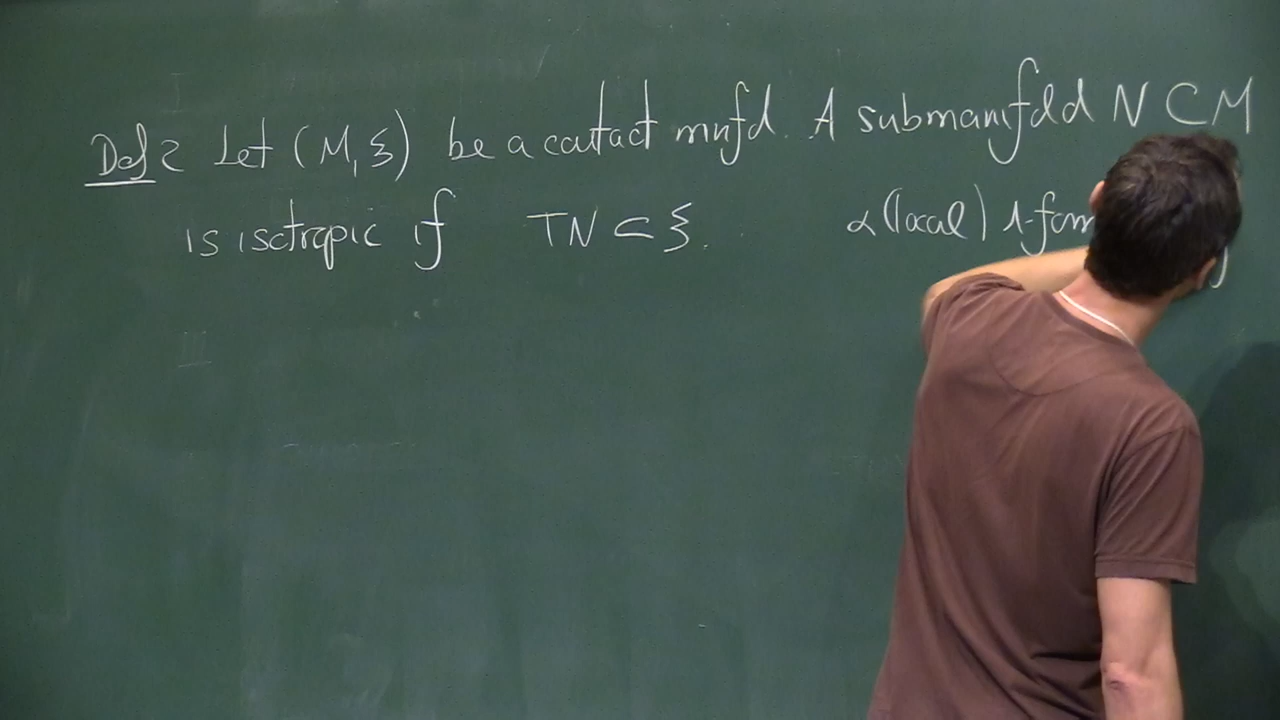 Def 2 Let (M, ξ) be a contact mnfd. A submanifold N ⊂ M
is isotropic if TN ⊂ ξ. α (local) 1-form